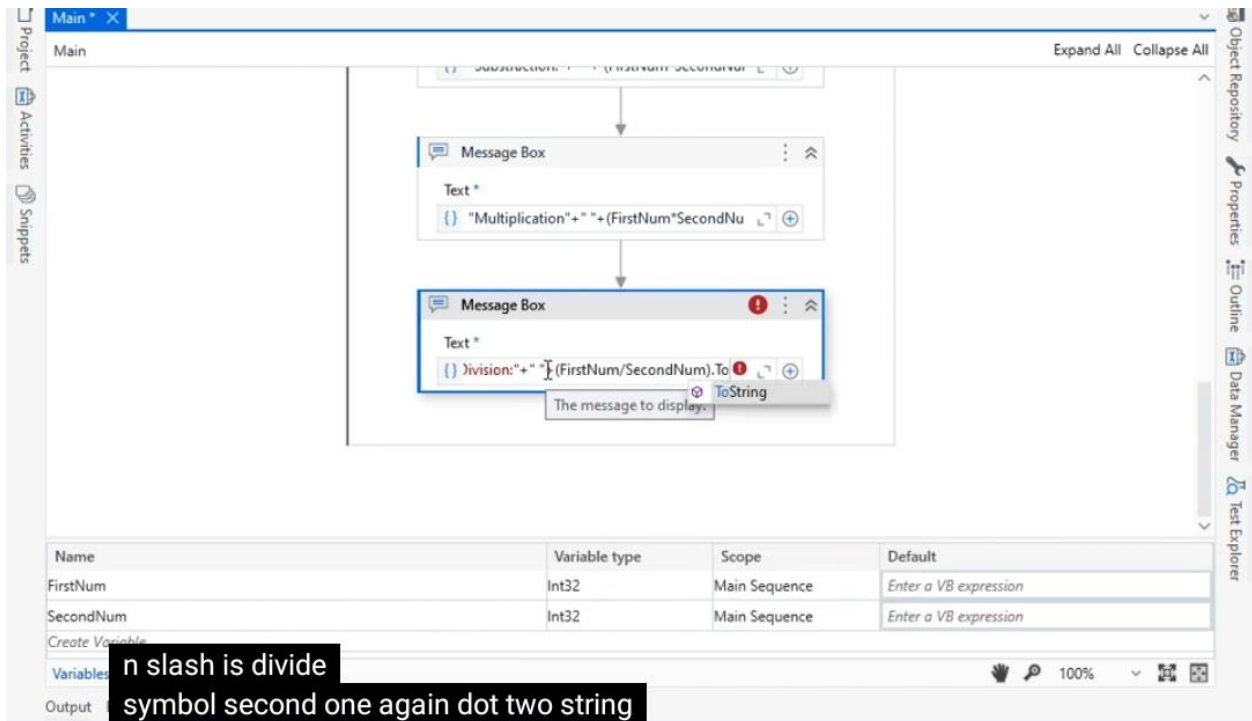 Main *
Main
Expand All Collapse All
Project
Activities
Snippets
Object Repository
Properties
Outline
Data Manager
Test Explorer
Message Box
Text *
{} "Multiplication"+" "+(FirstNum*SecondNu
Message Box
Text *
{} Division:"+" "+(FirstNum/SecondNum).To
ToString
The message to display.
Name Variable type Scope Default
FirstNum Int32 Main Sequence Enter a VB expression
SecondNum Int32 Main Sequence Enter a VB expression
Create Variable
Variables 100%
n slash is divide
Output
symbol second one again dot two string